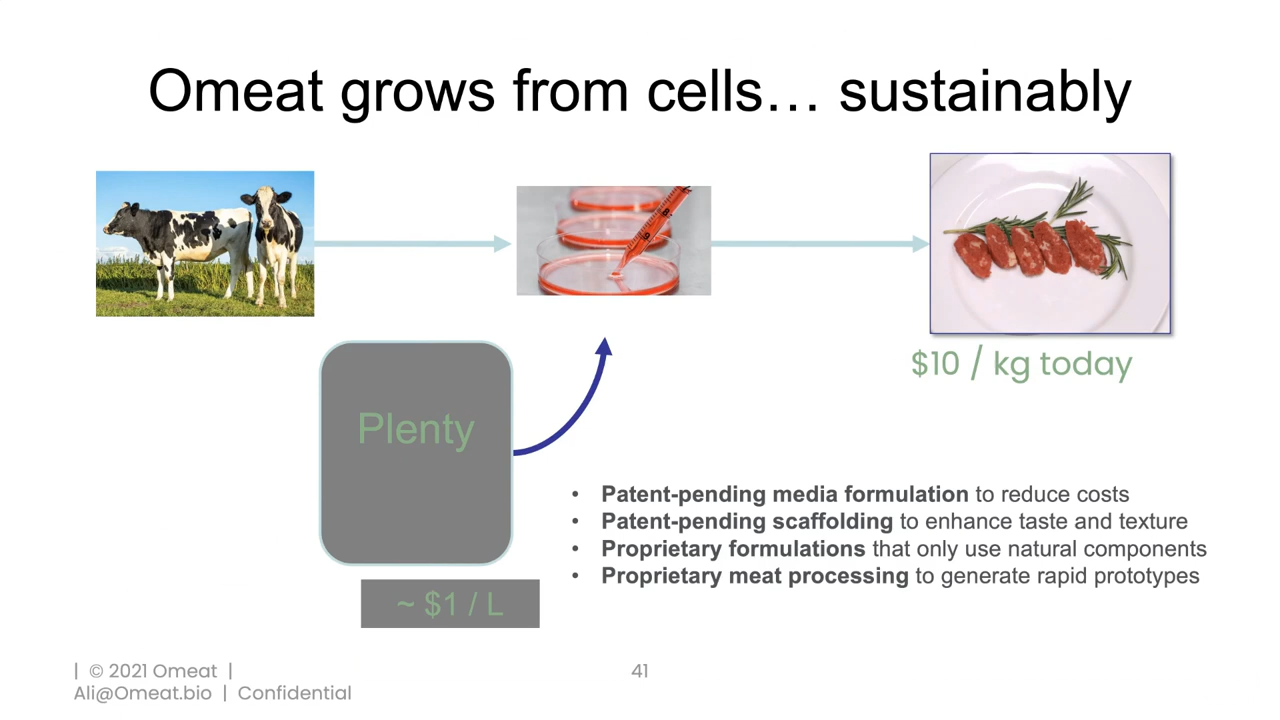 Omeat grows from cells… sustainably
$10 / kg today
Plenty
~ $1 / L
• Patent-pending media formulation to reduce costs
• Patent-pending scaffolding to enhance taste and texture
• Proprietary formulations that only use natural components
• Proprietary meat processing to generate rapid prototypes
| © 2021 Omeat |
Ali@Omeat.bio | Confidential
41